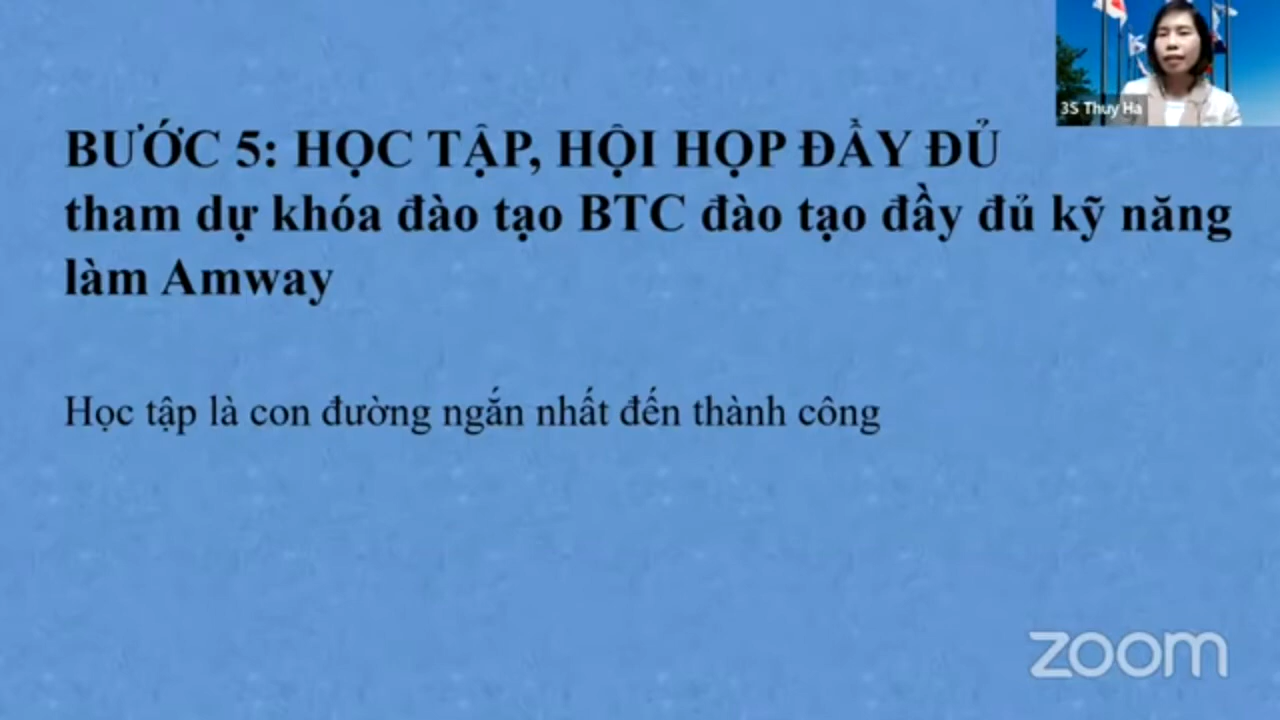 3S Thuy Ha
BƯỚC 5: HỌC TẬP, HỘI HỌP ĐẦY ĐỦ
tham dự khóa đào tạo BTC đào tạo đầy đủ kỹ năng
làm Amway
Học tập là con đường ngắn nhất đến thành công
zoom